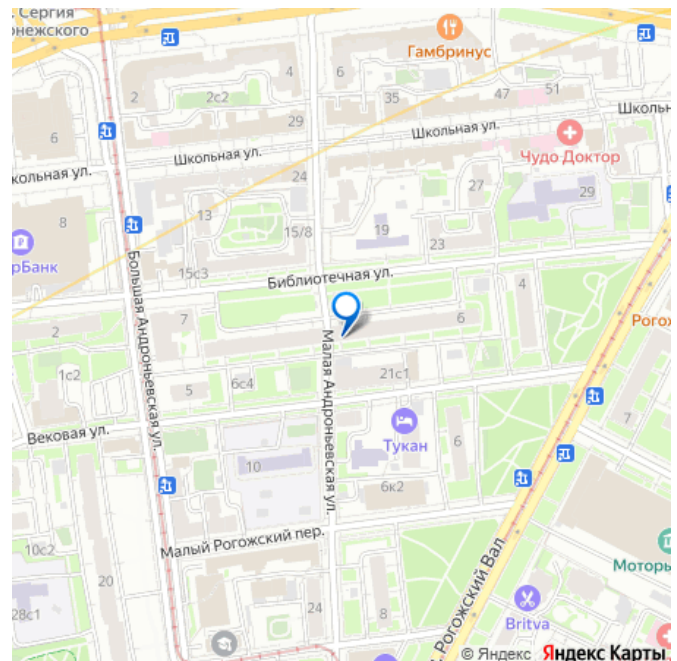 Сергия
онежского
Гамбринус
4
6
2
2с2
35
47
51
29
Школьн
6
Школьная ул.
Чудо Доктор
Школьная ул.
кольная ул.
24
27
29
8
13
19
15/8
23
рБанк
15с3
Библиотечная ул.
4
Большая Андроньевская ул.
Малая Андроньевская ул.
7
6
Рогож
2
1с2
6с4
21с1
5
7
Вековая ул.
Тукан
6
10
6к2
Малый Рогожский пер.
10с2
Моторы
20
Рогожский Вал
28с1
24
8
Britva
© Яндекс Яндекс Карты